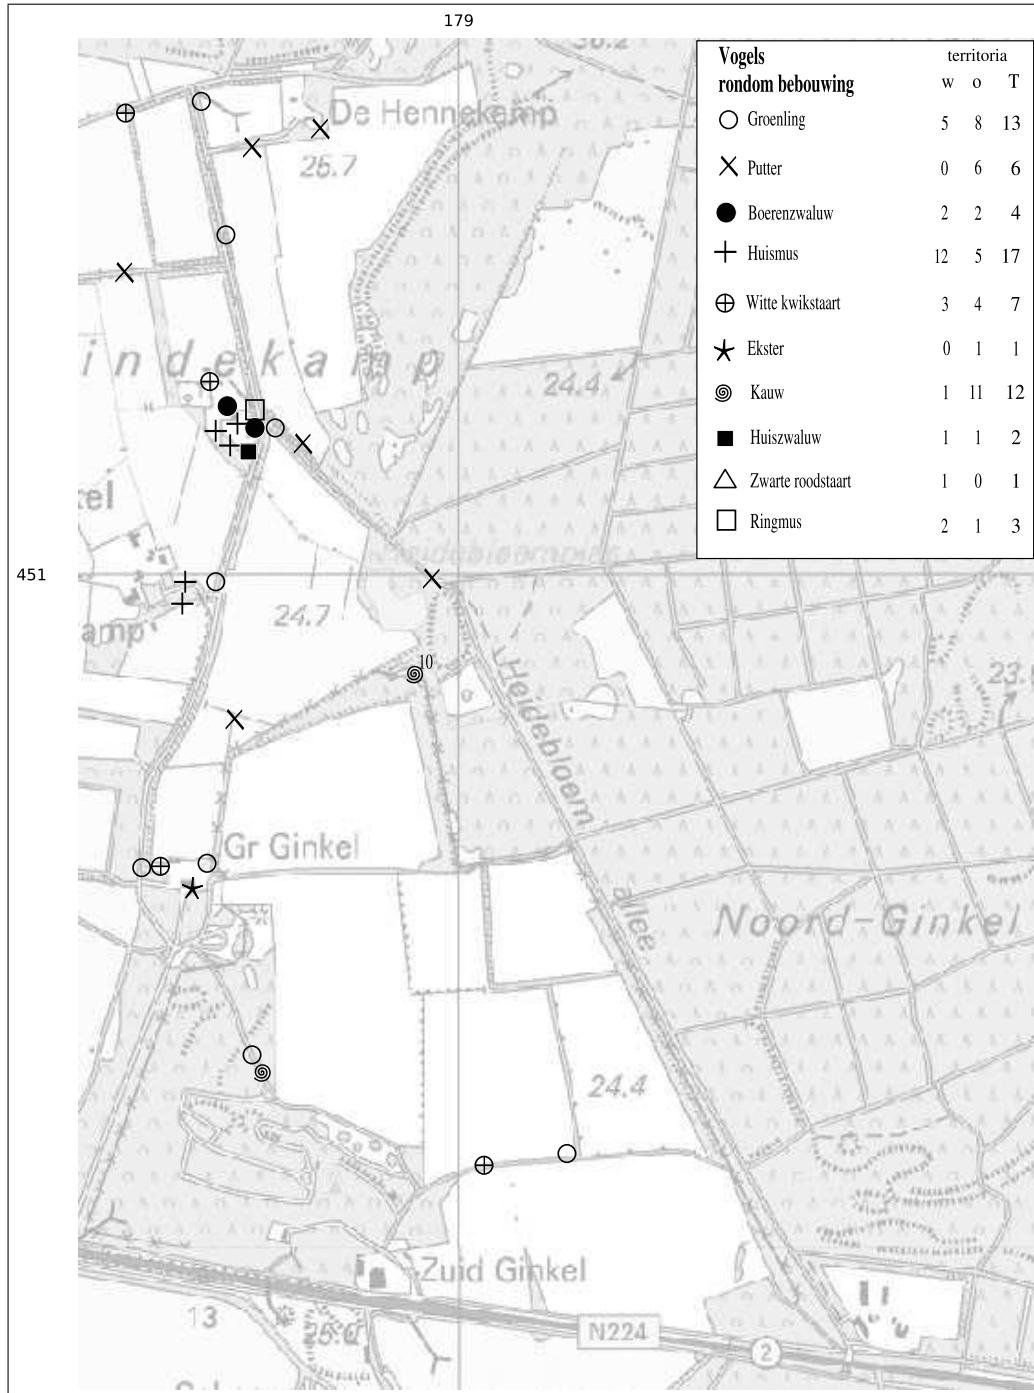 179
Vogels
rondom bebouwing
territoria
w o T
Groenling 5 8 13
Putter 0 6 6
Boerenzwaluw 2 2 4
Huismus 12 5 17
Witte kwikstaart 3 4 7
Ekster 0 1 1
Kauw 1 11 12
Huiszwaluw 1 1 2
Zwarte roodstaart 1 0 1
Ringmus 2 1 3
De Hennekamp
26.7
indekamp
24.4
451
24.7
amp
10
Heidebloem
allee
23.
Gr Ginkel
Noord-Ginkel
24.4
Zuid Ginkel
13
N224
2